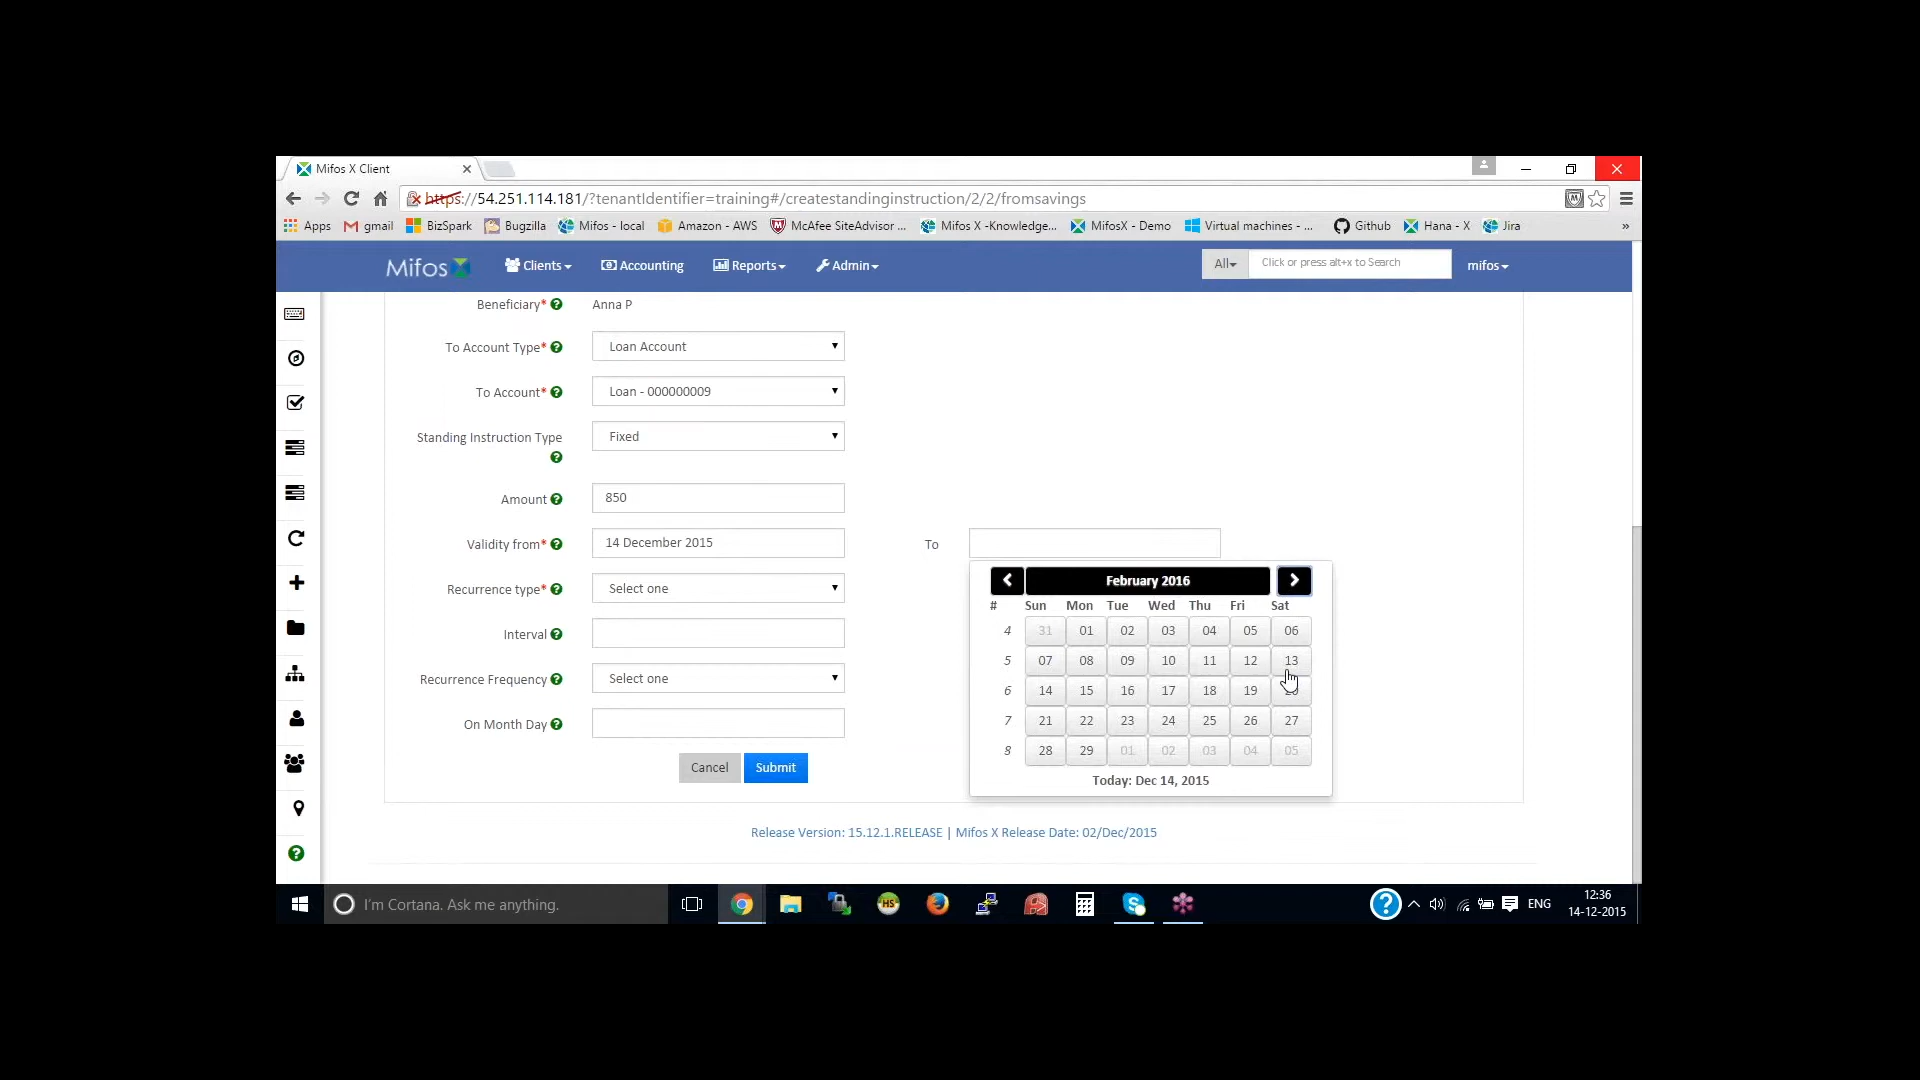 Mifos X Client
https://54.251.114.181/?tenantIdentifier=training#/createstandinginstruction/2/2/fromsavings
Apps gmail BizSpark Bugzilla Mifos - local Amazon - AWS McAfee SiteAdvisor ... Mifos X -Knowledge... MifosX - Demo Virtual machines - ... Github Hana - X Jira »
Mifos Clients Accounting Reports Admin All Click or press alt+x to Search mifos
Beneficiary* Anna P
To Account Type* Loan Account
To Account* Loan - 000000009
Standing Instruction Type Fixed
Amount 850
Validity from* 14 December 2015 To
Recurrence type* Select one
Interval
Recurrence Frequency Select one
On Month Day
Cancel Submit
February 2016
# Sun Mon Tue Wed Thu Fri Sat
4 31 01 02 03 04 05 06
5 07 08 09 10 11 12 13
6 14 15 16 17 18 19 20
7 21 22 23 24 25 26 27
8 28 29 01 02 03 04 05
Today: Dec 14, 2015
Release Version: 15.12.1.RELEASE | Mifos X Release Date: 02/Dec/2015
I'm Cortana. Ask me anything.
HS
ENG
12:36
14-12-2015